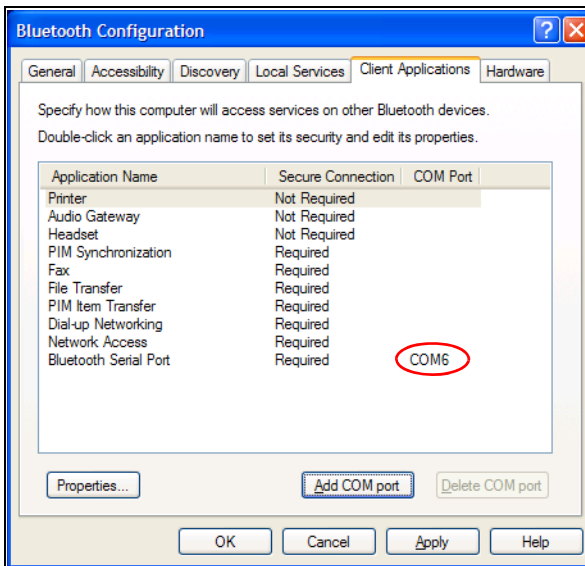 Bluetooth Configuration
General Accessibility Discovery Local Services Client Applications Hardware
Specify how this computer will access services on other Bluetooth devices.
Double-click an application name to set its security and edit its properties.
Application Name Secure Connection COM Port
Printer Not Required
Audio Gateway Not Required
Headset Not Required
PIM Synchronization Required
Fax Required
File Transfer Required
PIM Item Transfer Required
Dial-up Networking Required
Network Access Required
Bluetooth Serial Port Required COM6
Properties... Add COM port Delete COM port
OK Cancel Apply Help